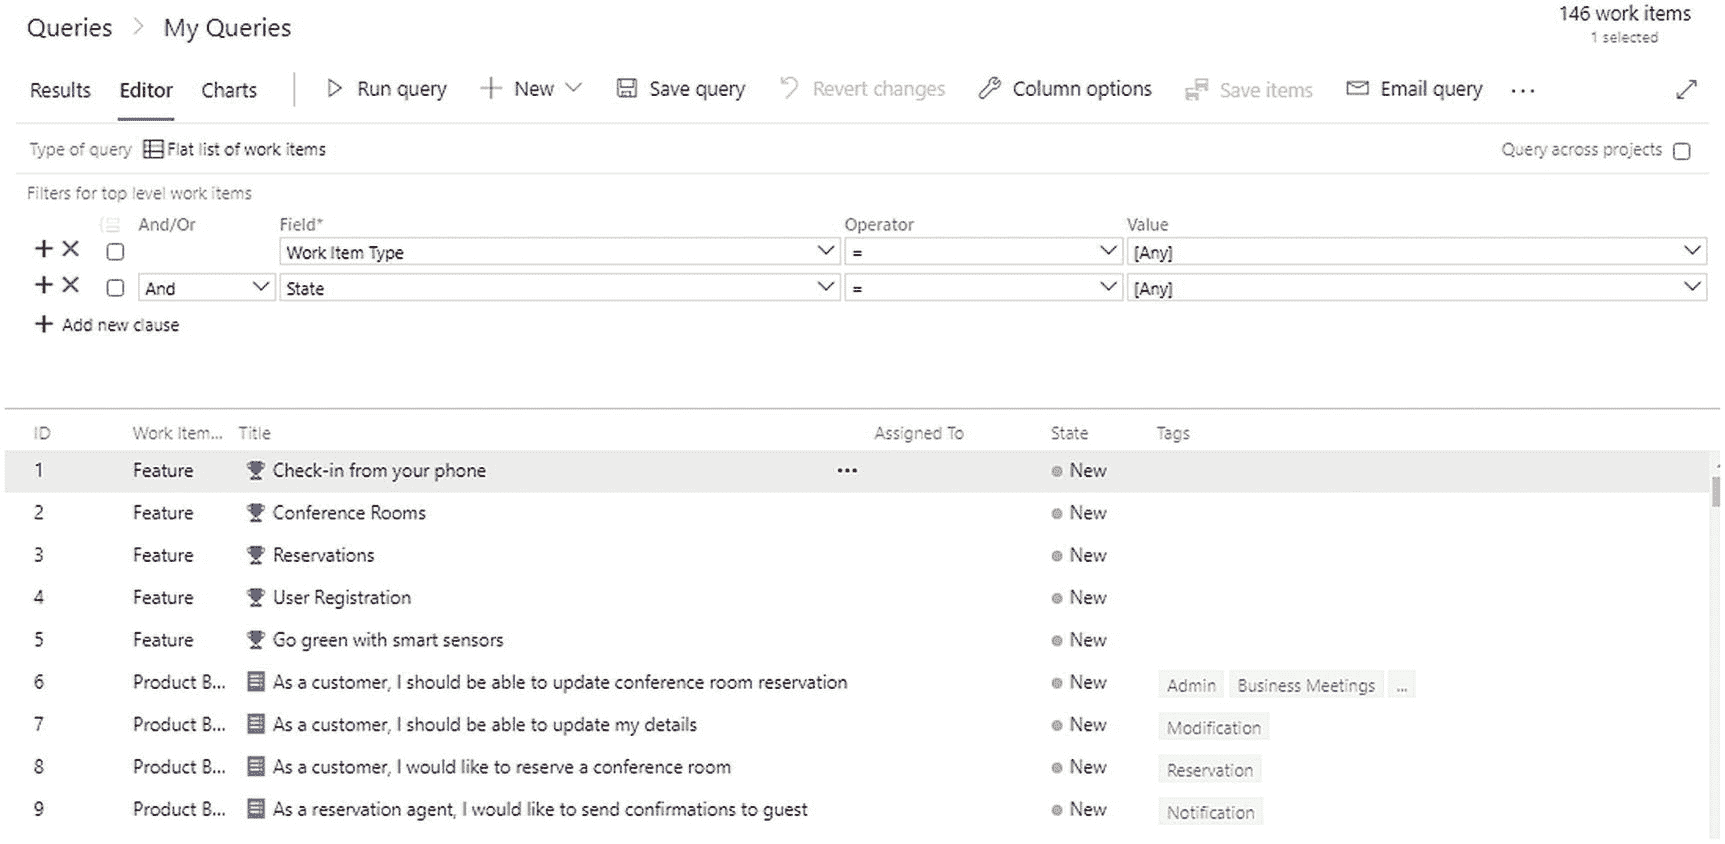 Queries > My Queries 146 work items
1 selected
Results Editor Charts Run query New Save query Revert changes Column options Save items Email query ...
Type of query Flat list of work items Query across projects
Filters for top level work items
And/Or Field* Operator Value
Work Item Type = [Any]
And State = [Any]
+ Add new clause
ID Work Item... Title Assigned To State Tags
1 Feature Check-in from your phone ... New
2 Feature Conference Rooms New
3 Feature Reservations New
4 Feature User Registration New
5 Feature Go green with smart sensors New
6 Product B... As a customer, I should be able to update conference room reservation New Admin Business Meetings ...
7 Product B... As a customer, I should be able to update my details New Modification
8 Product B... As a customer, I would like to reserve a conference room New Reservation
9 Product B... As a reservation agent, I would like to send confirmations to guest New Notification